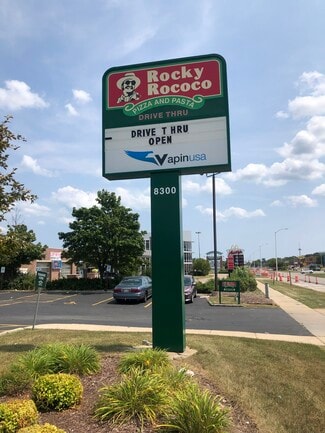 Rocky
Rococo
PIZZA AND PASTA
DRIVE THRU
DRIVE T HRU
OPEN
Vapinusa
8300